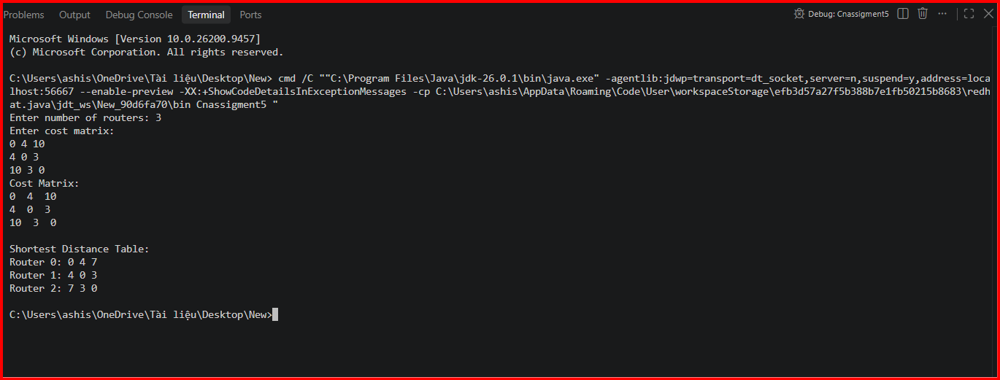 Problems Output Debug Console Terminal Ports Debug: Cnassigment5
Microsoft Windows [Version 10.0.26200.9457]
(c) Microsoft Corporation. All rights reserved.
C:\Users\ashis\OneDrive\Tài liệu\Desktop\New> cmd /C ""C:\Program Files\Java\jdk-26.0.1\bin\java.exe" -agentlib:jdwp=transport=dt_socket,server=n,suspend=y,address=loca
lhost:56667 --enable-preview -XX:+ShowCodeDetailsInExceptionMessages -cp C:\Users\ashis\AppData\Roaming\Code\User\workspaceStorage\efb3d57a27f5b388b7e1fb50215b8683\redh
at.java\jdt_ws\New_90d6fa70\bin Cnassigment5 "
Enter number of routers: 3
Enter cost matrix:
0 4 10
4 0 3
10 3 0
Cost Matrix:
0  4  10
4  0  3
10  3  0
Shortest Distance Table:
Router 0: 0 4 7
Router 1: 4 0 3
Router 2: 7 3 0
C:\Users\ashis\OneDrive\Tài liệu\Desktop\New>